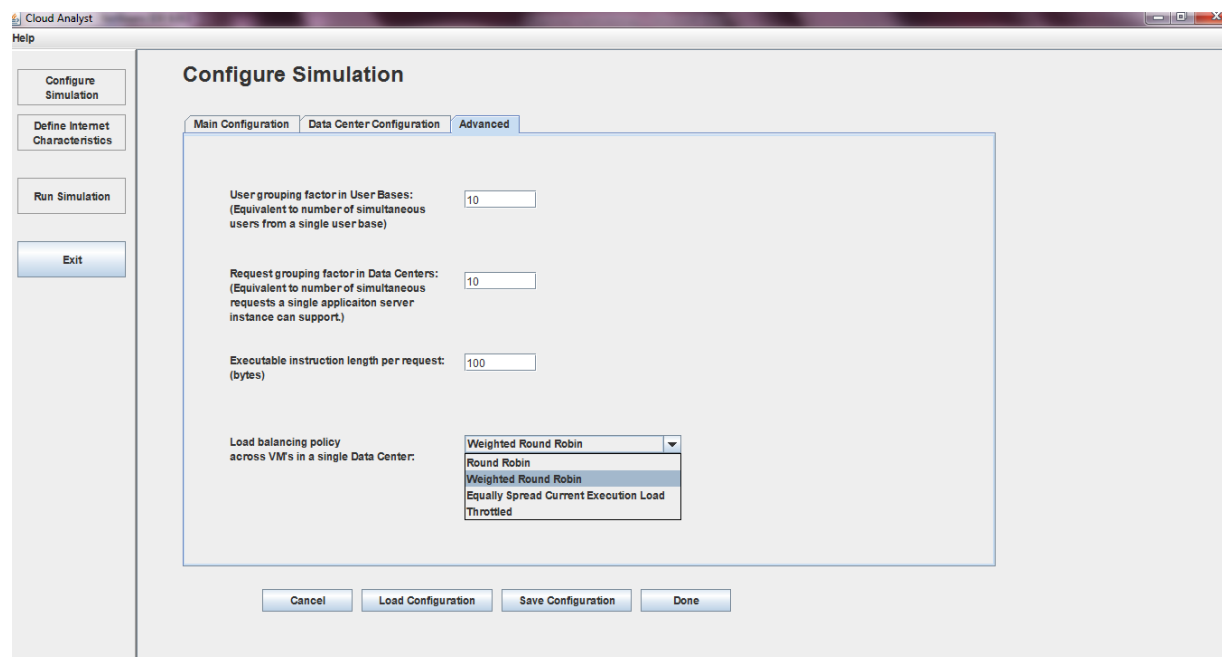 Cloud Analyst
Help
Configure
Simulation
Define Internet
Characteristics
Run Simulation
Exit
Configure Simulation
Main Configuration
Data Center Configuration
Advanced
User grouping factor in User Bases:
(Equivalent to number of simultaneous
users from a single user base)
10
Request grouping factor in Data Centers:
(Equivalent to number of simultaneous
requests a single applicaiton server
instance can support.)
10
Executable instruction length per request:
(bytes)
100
Load balancing policy
across VM's in a single Data Center:
Weighted Round Robin
Round Robin
Weighted Round Robin
Equally Spread Current Execution Load
Throttled
Cancel
Load Configuration
Save Configuration
Done